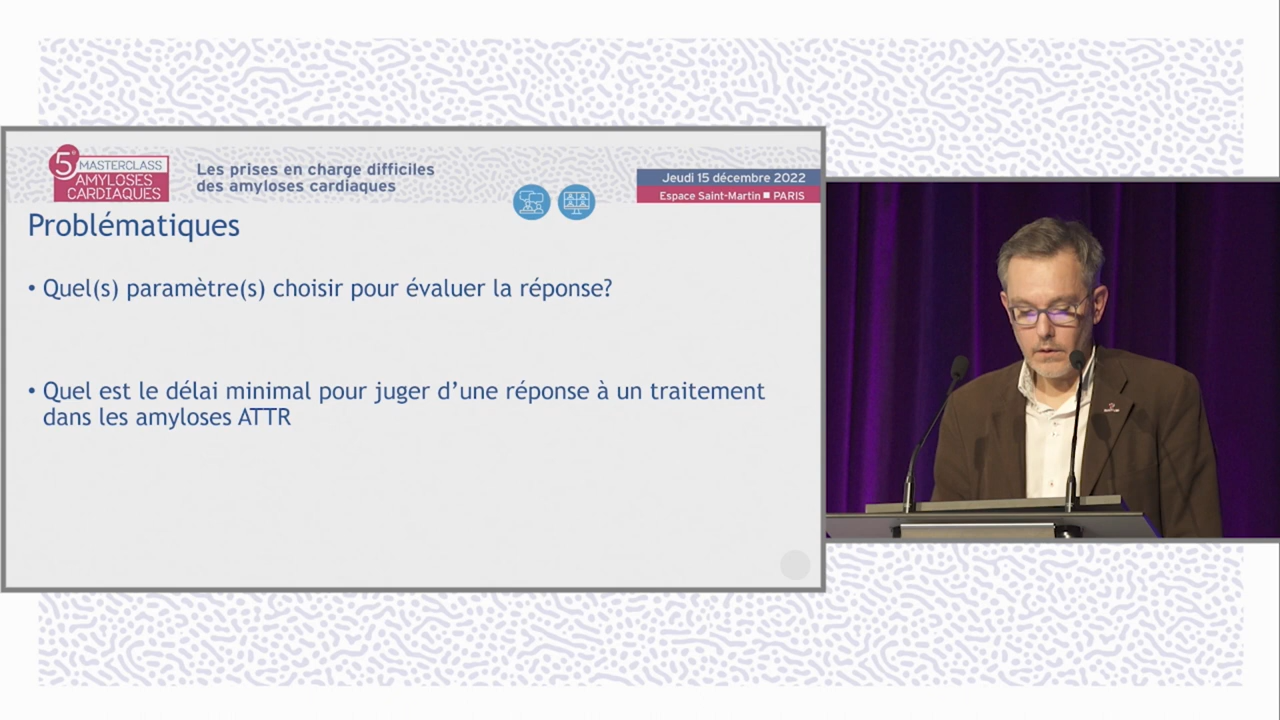 5e MASTERCLASS
AMYLOSES
CARDIAQUES
Les prises en charge difficiles
des amyloses cardiaques
Jeudi 15 décembre 2022
Espace Saint-Martin ■ PARIS
Problématiques
• Quel(s) paramètre(s) choisir pour évaluer la réponse?
• Quel est le délai minimal pour juger d’une réponse à un traitement
dans les amyloses ATTR